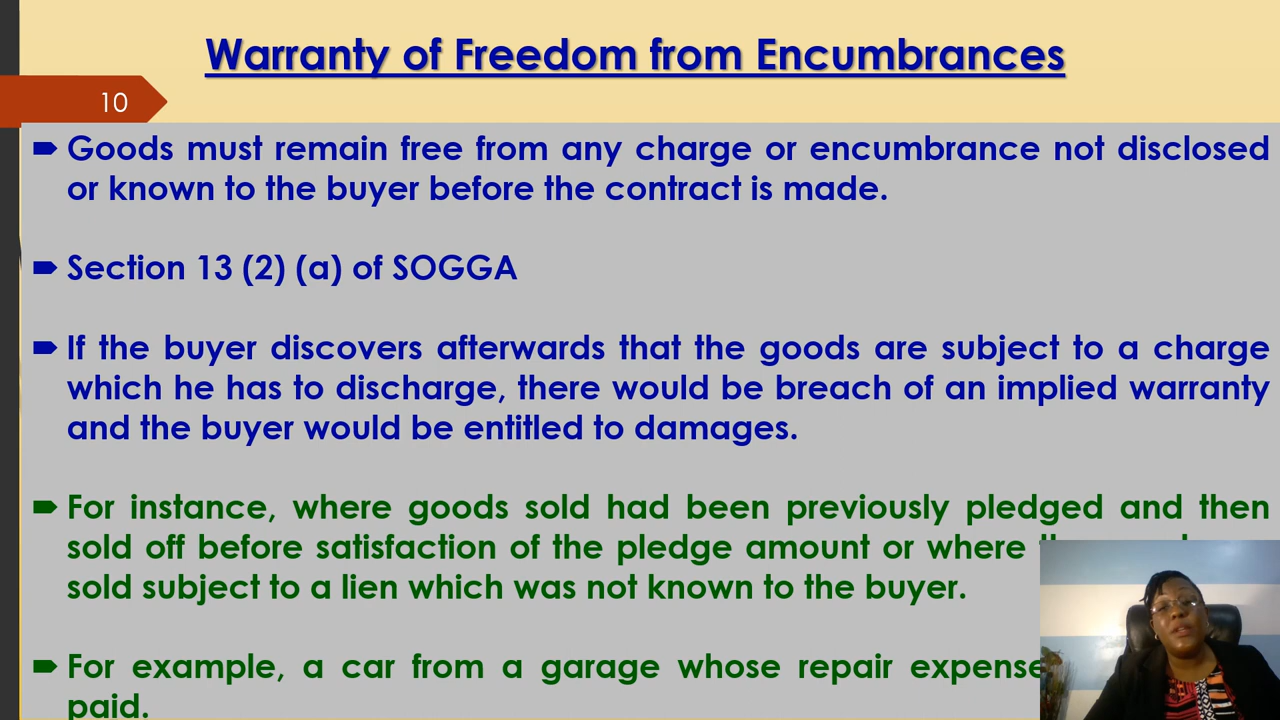 Warranty of Freedom from Encumbrances
10
Goods must remain free from any charge or encumbrance not disclosed
or known to the buyer before the contract is made.
Section 13 (2) (a) of SOGGA
If the buyer discovers afterwards that the goods are subject to a charge
which he has to discharge, there would be breach of an implied warranty
and the buyer would be entitled to damages.
For instance, where goods sold had been previously pledged and then
sold off before satisfaction of the pledge amount or where
sold subject to a lien which was not known to the buyer.
For example, a car from a garage whose repair
paid.